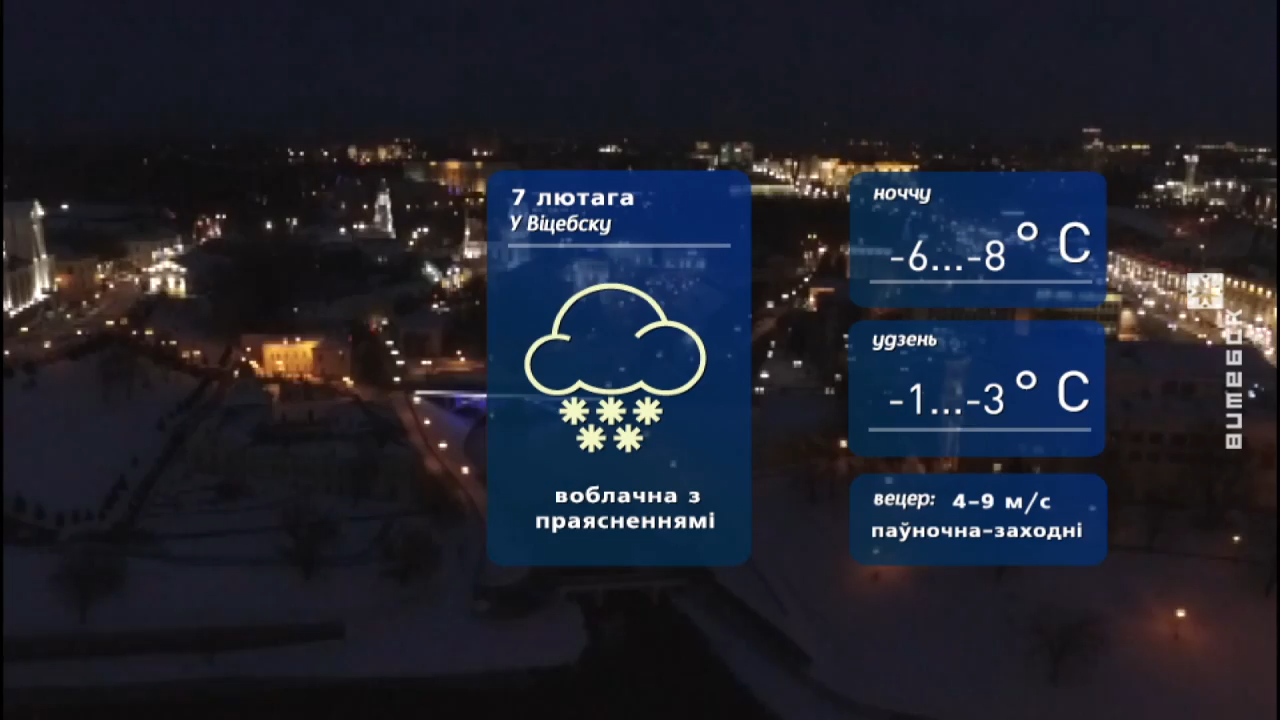 7 лютага
У Віцебску
воблачна з
праясненнямі
ноччу
-6...-8° C
удзень
-1...-3° C
вецер: 4-9 м/с
паўночна-заходні
витебск